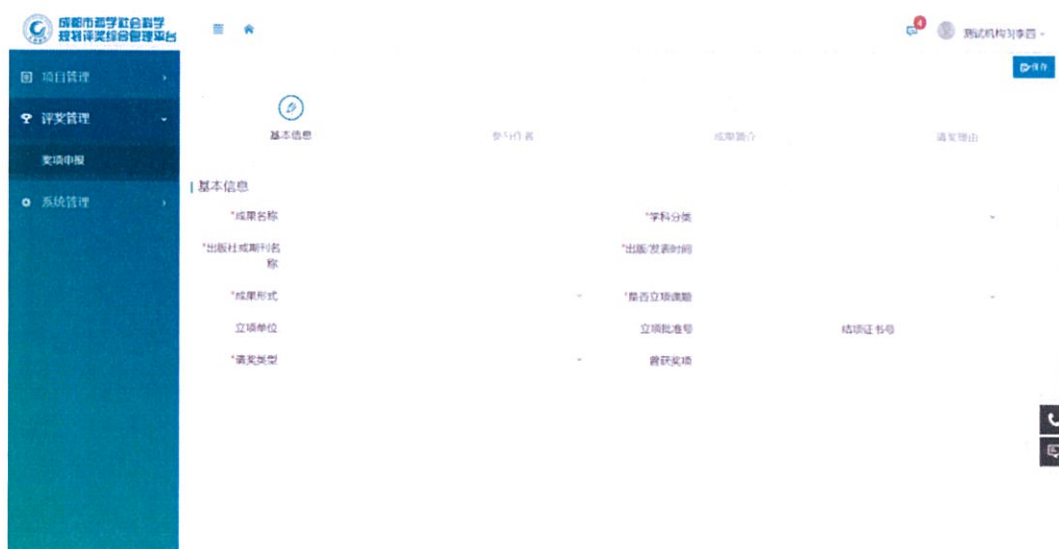 成都市哲学社会科学
规划评奖综合管理平台
4
测试机构3|李四
项目管理
保存
评奖管理
基本信息
参与作者
成果简介
请奖理由
奖项申报
基本信息
系统管理
*成果名称
*学科分类
*出版社或期刊名
称
*出版/发表时间
*成果形式
*是否立项课题
立项单位
立项批准号
结项证书号
*请奖类型
曾获奖项